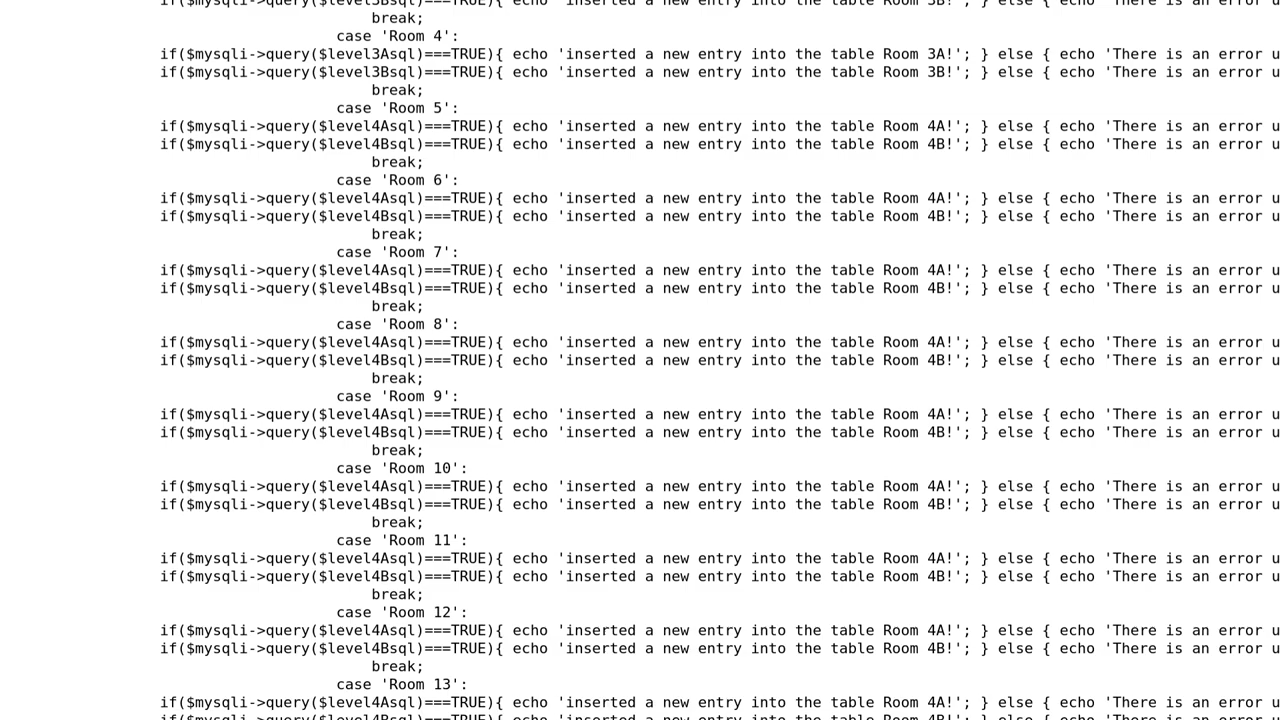 if($mysqli->query($level3Bsql)===TRUE){ echo 'inserted a new entry into the table Room 3B!'; } else { echo 'There is an error u
break;
case 'Room 4':
if($mysqli->query($level3Asql)===TRUE){ echo 'inserted a new entry into the table Room 3A!'; } else { echo 'There is an error u
if($mysqli->query($level3Bsql)===TRUE){ echo 'inserted a new entry into the table Room 3B!'; } else { echo 'There is an error u
break;
case 'Room 5':
if($mysqli->query($level4Asql)===TRUE){ echo 'inserted a new entry into the table Room 4A!'; } else { echo 'There is an error u
if($mysqli->query($level4Bsql)===TRUE){ echo 'inserted a new entry into the table Room 4B!'; } else { echo 'There is an error u
break;
case 'Room 6':
if($mysqli->query($level4Asql)===TRUE){ echo 'inserted a new entry into the table Room 4A!'; } else { echo 'There is an error u
if($mysqli->query($level4Bsql)===TRUE){ echo 'inserted a new entry into the table Room 4B!'; } else { echo 'There is an error u
break;
case 'Room 7':
if($mysqli->query($level4Asql)===TRUE){ echo 'inserted a new entry into the table Room 4A!'; } else { echo 'There is an error u
if($mysqli->query($level4Bsql)===TRUE){ echo 'inserted a new entry into the table Room 4B!'; } else { echo 'There is an error u
break;
case 'Room 8':
if($mysqli->query($level4Asql)===TRUE){ echo 'inserted a new entry into the table Room 4A!'; } else { echo 'There is an error u
if($mysqli->query($level4Bsql)===TRUE){ echo 'inserted a new entry into the table Room 4B!'; } else { echo 'There is an error u
break;
case 'Room 9':
if($mysqli->query($level4Asql)===TRUE){ echo 'inserted a new entry into the table Room 4A!'; } else { echo 'There is an error u
if($mysqli->query($level4Bsql)===TRUE){ echo 'inserted a new entry into the table Room 4B!'; } else { echo 'There is an error u
break;
case 'Room 10':
if($mysqli->query($level4Asql)===TRUE){ echo 'inserted a new entry into the table Room 4A!'; } else { echo 'There is an error u
if($mysqli->query($level4Bsql)===TRUE){ echo 'inserted a new entry into the table Room 4B!'; } else { echo 'There is an error u
break;
case 'Room 11':
if($mysqli->query($level4Asql)===TRUE){ echo 'inserted a new entry into the table Room 4A!'; } else { echo 'There is an error u
if($mysqli->query($level4Bsql)===TRUE){ echo 'inserted a new entry into the table Room 4B!'; } else { echo 'There is an error u
break;
case 'Room 12':
if($mysqli->query($level4Asql)===TRUE){ echo 'inserted a new entry into the table Room 4A!'; } else { echo 'There is an error u
if($mysqli->query($level4Bsql)===TRUE){ echo 'inserted a new entry into the table Room 4B!'; } else { echo 'There is an error u
break;
case 'Room 13':
if($mysqli->query($level4Asql)===TRUE){ echo 'inserted a new entry into the table Room 4A!'; } else { echo 'There is an error u